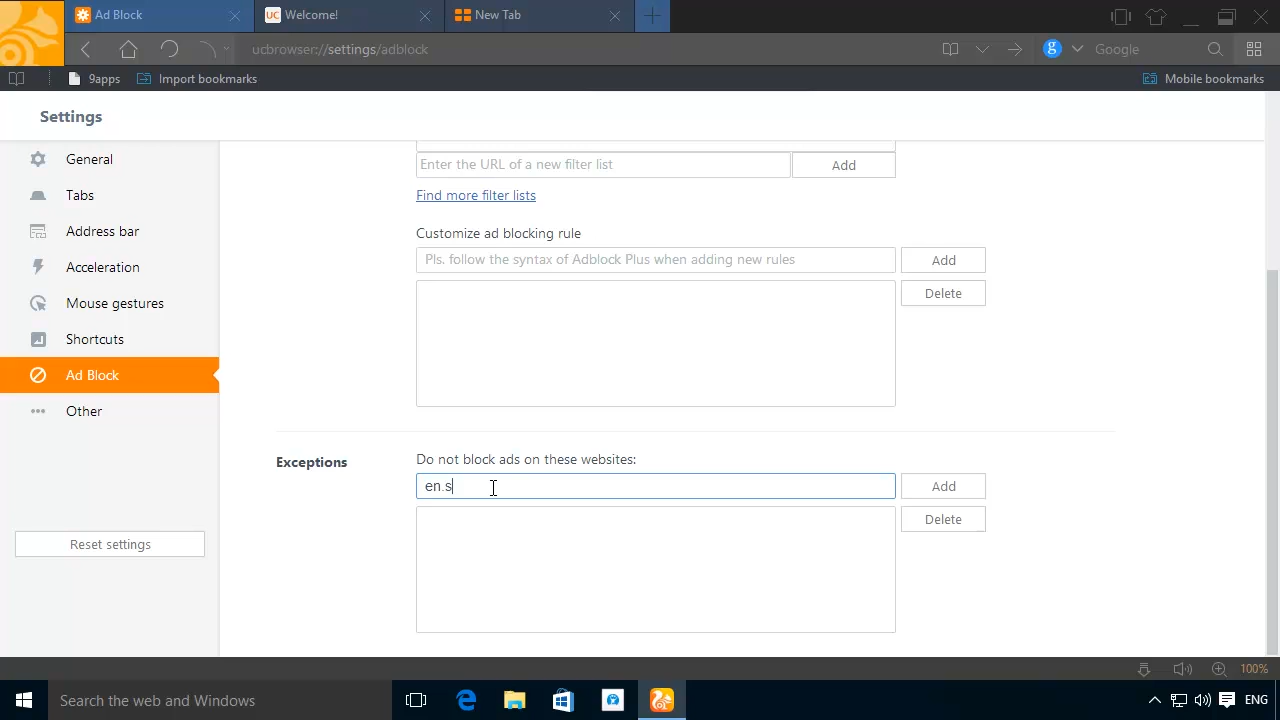 Ad Block
UC Welcome!
New Tab
ucbrowser://settings/adblock
g Google
9apps
Import bookmarks
Mobile bookmarks
Settings
General
Tabs
Address bar
Acceleration
Mouse gestures
Shortcuts
Ad Block
Other
Reset settings
Enter the URL of a new filter list
Add
Find more filter lists
Customize ad blocking rule
Pls. follow the syntax of Adblock Plus when adding new rules
Add
Delete
Exceptions
Do not block ads on these websites:
en.s
Add
Delete
100%
Search the web and Windows
ENG